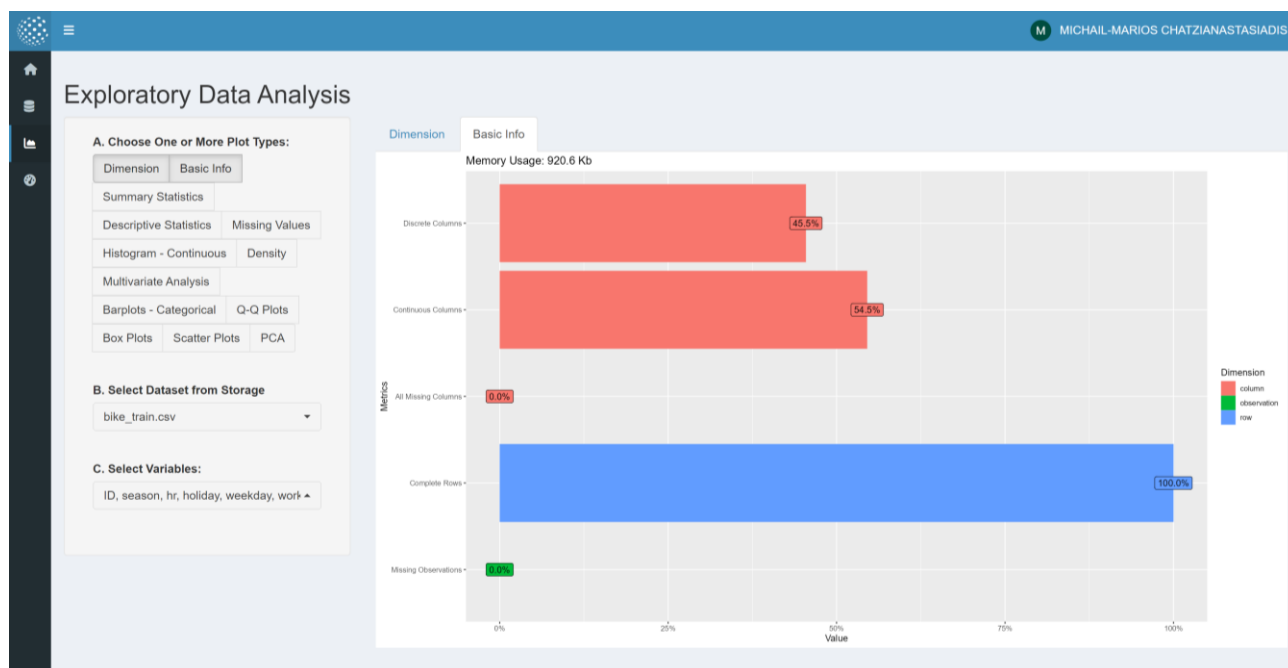 M MICHAIL-MARIOS CHATZIANASTASIADIS
Exploratory Data Analysis
A. Choose One or More Plot Types:
Dimension Basic Info
Summary Statistics
Descriptive Statistics Missing Values
Histogram - Continuous Density
Multivariate Analysis
Barplots - Categorical Q-Q Plots
Box Plots Scatter Plots PCA
B. Select Dataset from Storage
bike_train.csv
C. Select Variables:
ID, season, hr, holiday, weekday, work
Dimension Basic Info
Memory Usage: 920.6 Kb
Metrics
Discrete Columns 45.5%
Continuous Columns 54.5%
All Missing Columns 0.0%
Complete Rows 100.0%
Missing Observations 0.0%
0% 25% 50% 75% 100%
Value
Dimension
column
observation
row